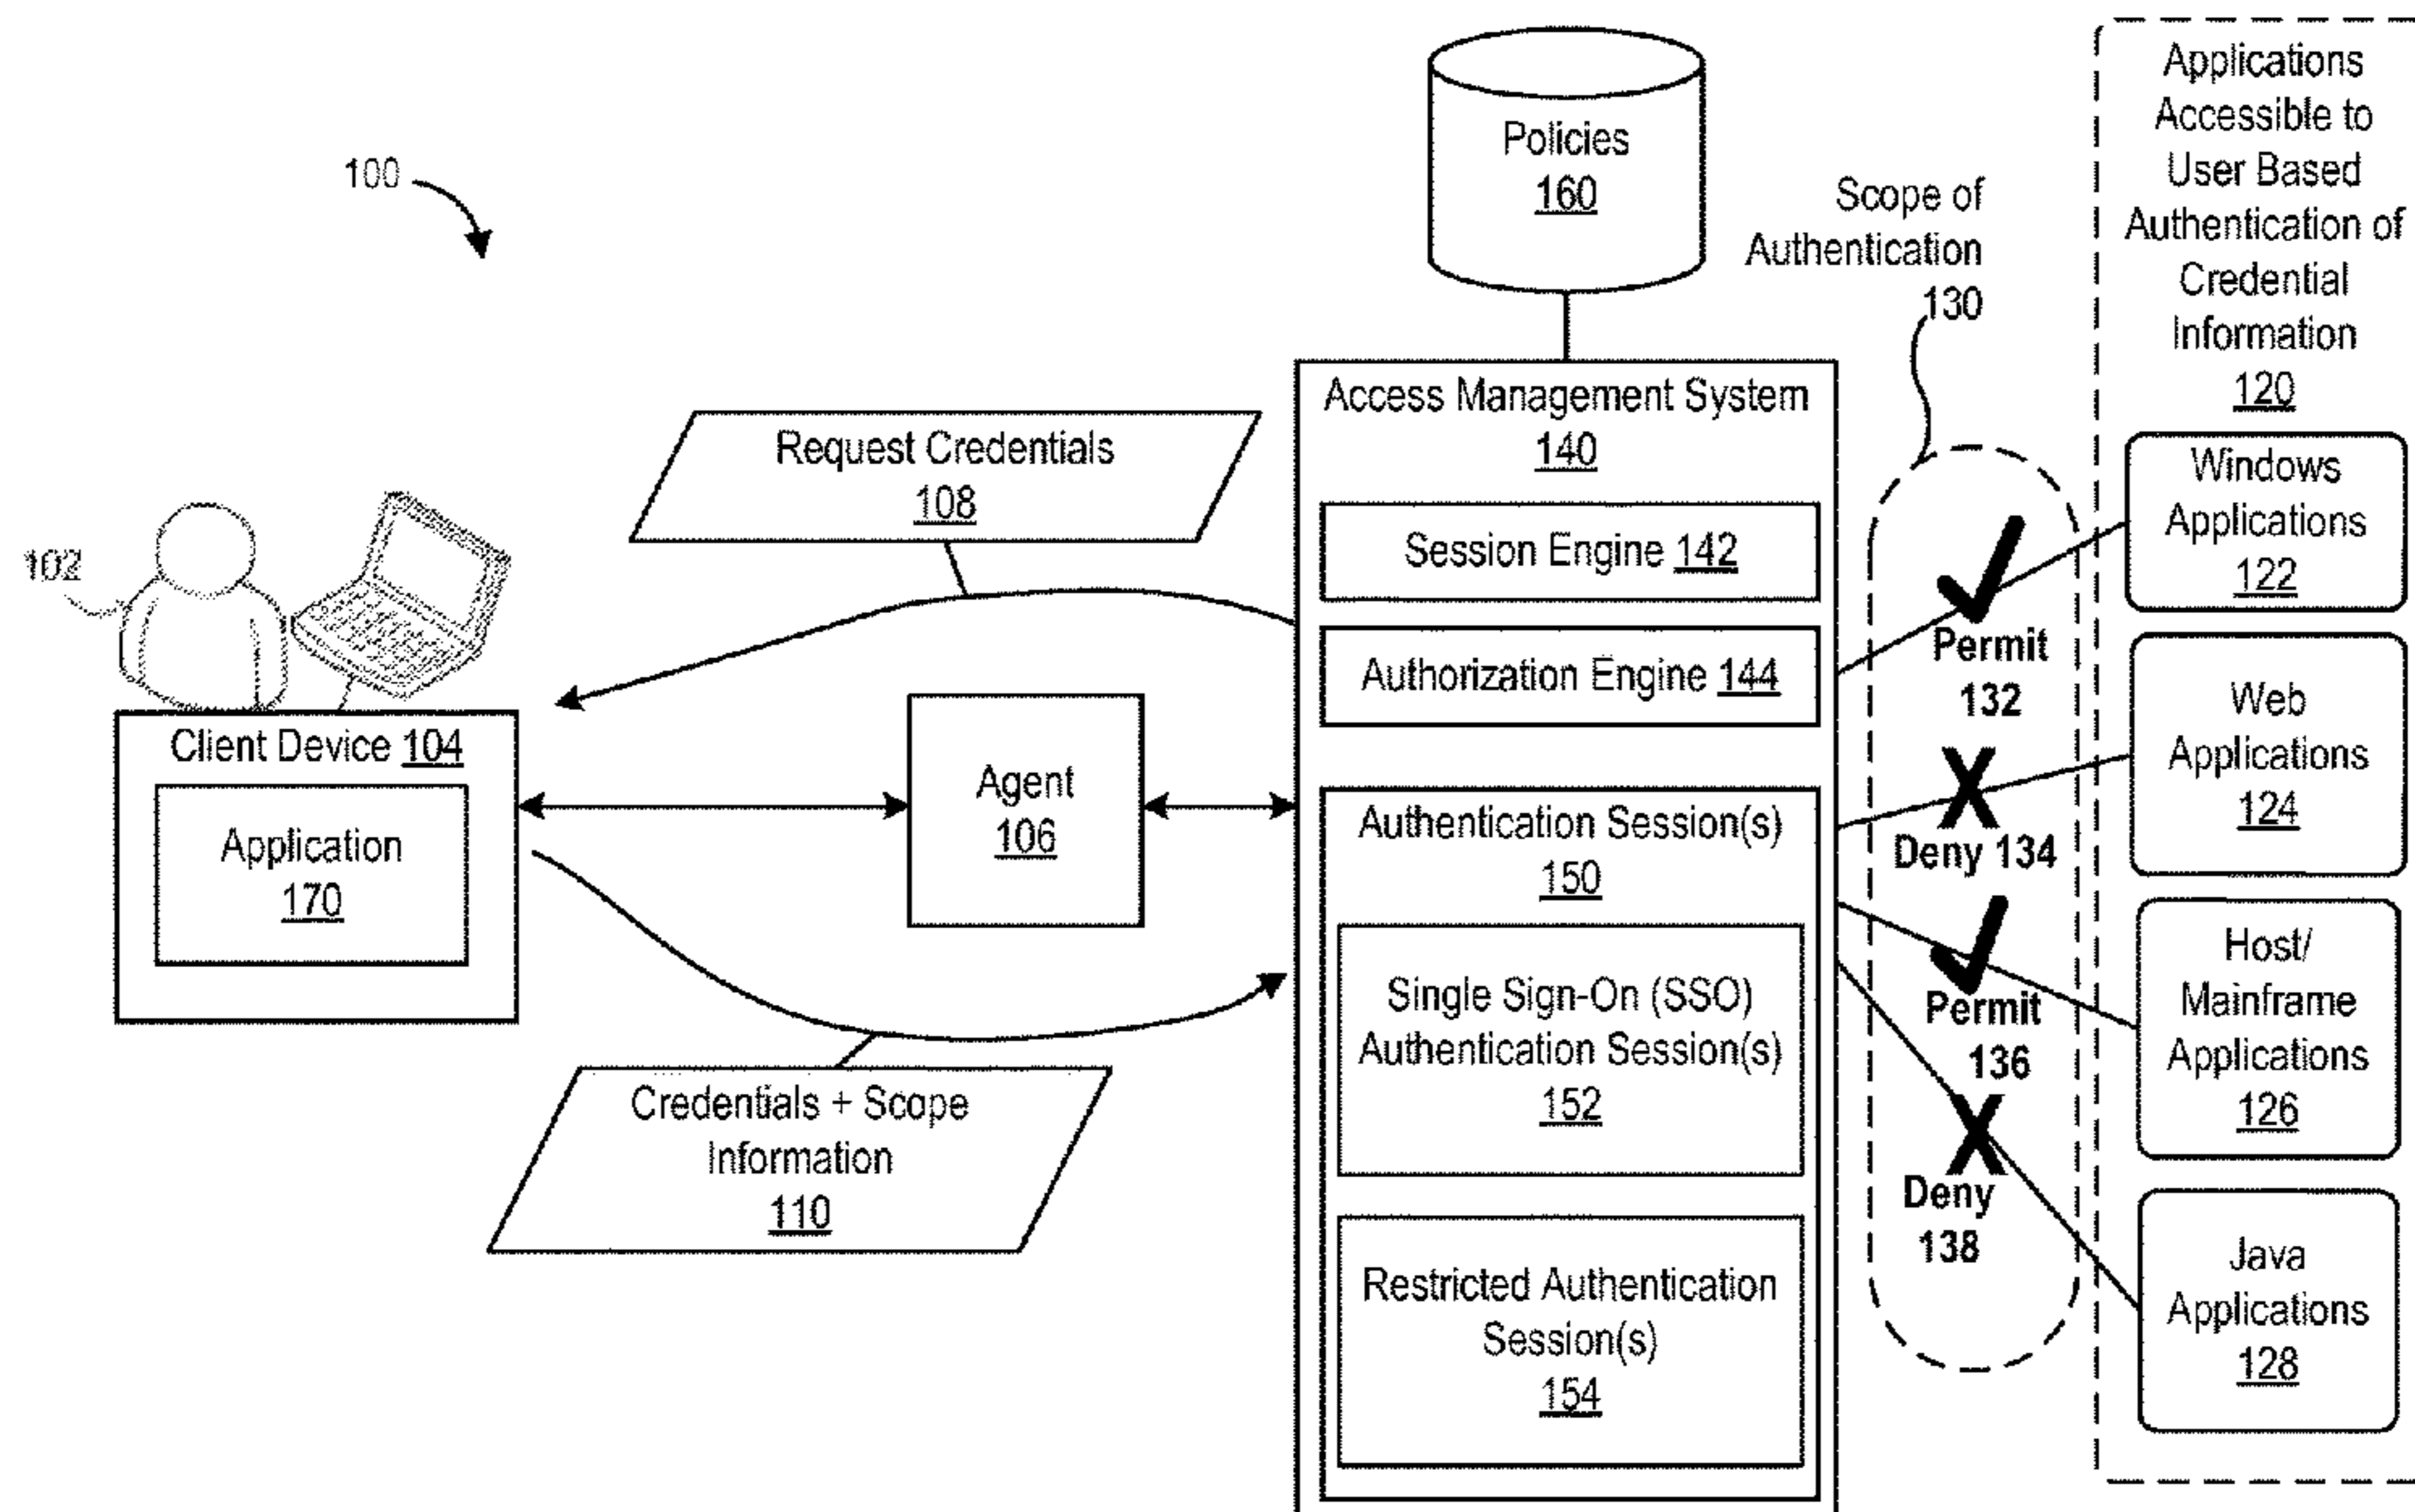 100
102
Client Device 104
Application
170
Request Credentials
108
Agent
106
Credentials + Scope
Information
110
Policies
160
Access Management System
140
Session Engine 142
Authorization Engine 144
Authentication Session(s)
150
Single Sign-On (SSO)
Authentication Session(s)
152
Restricted Authentication
Session(s)
154
Scope of
Authentication
130
Permit
132
Deny 134
Permit
136
Deny
138
Applications
Accessible to
User Based
Authentication of
Credential
Information
120
Windows
Applications
122
Web
Applications
124
Host/
Mainframe
Applications
126
Java
Applications
128